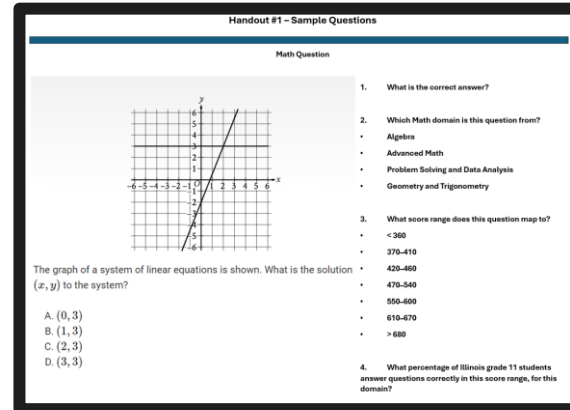 Handout #1 – Sample Questions
Math Question
y
6
5
4
3
2
1
-6 -5 -4 -3 -2 -1 O 1 2 3 4 5 6 x
-1
-2
-3
-4
-5
-6
The graph of a system of linear equations is shown. What is the solution
(x, y) to the system?
A. (0, 3)
B. (1, 3)
C. (2, 3)
D. (3, 3)
1. What is the correct answer?
2. Which Math domain is this question from?
• Algebra
• Advanced Math
• Problem Solving and Data Analysis
• Geometry and Trigonometry
3. What score range does this question map to?
• < 360
• 370-410
• 420-460
• 470-540
• 550-600
• 610-670
• > 680
4. What percentage of Illinois grade 11 students
answer questions correctly in this score range, for this
domain?